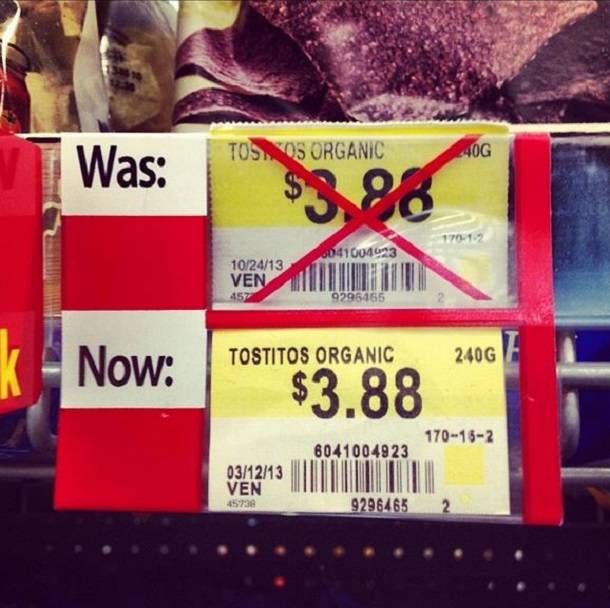 Was:
TOSTITOS ORGANIC 240G
$3.88
6041004923 170-1-2
10/24/13
VEN
457
9296465 2
Now:
TOSTITOS ORGANIC 240G
$3.88
170-16-2
6041004923
03/12/13
VEN
45738
9296465 2
k